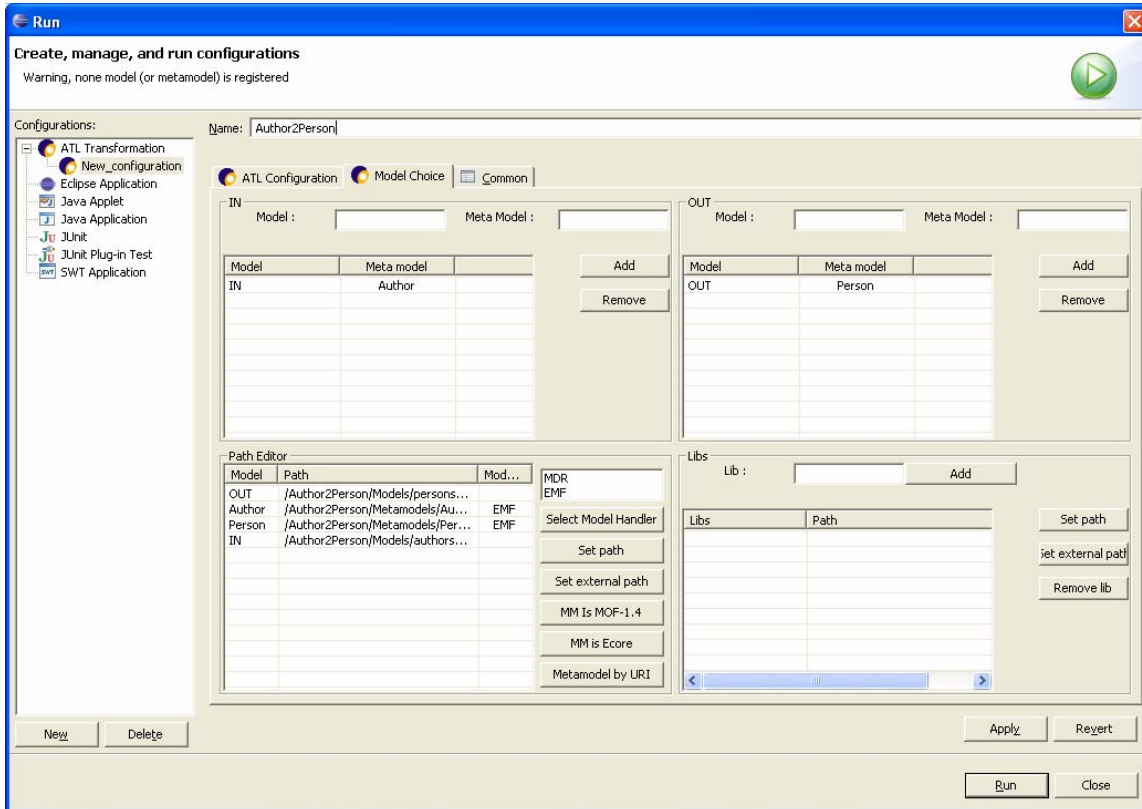 Run
Create, manage, and run configurations
Warning, none model (or metamodel) is registered
Configurations:
ATL Transformation
New_configuration
Eclipse Application
Java Applet
Java Application
JUnit
JUnit Plug-in Test
SWT Application
New Delete
Name: Author2Person
ATL Configuration Model Choice Common
IN
Model : Meta Model :
Model Meta model
IN Author
Add
Remove
OUT
Model : Meta Model :
Model Meta model
OUT Person
Add
Remove
Path Editor
Model Path Mod...
OUT /Author2Person/Models/persons...
Author /Author2Person/Metamodels/Au... EMF
Person /Author2Person/Metamodels/Per... EMF
IN /Author2Person/Models/authors...
MDR
EMF
Select Model Handler
Set path
Set external path
MM Is MOF-1.4
MM is Ecore
Metamodel by URI
Libs
Lib : Add
Libs Path
Set path
Set external path
Remove lib
Apply Revert
Run Close